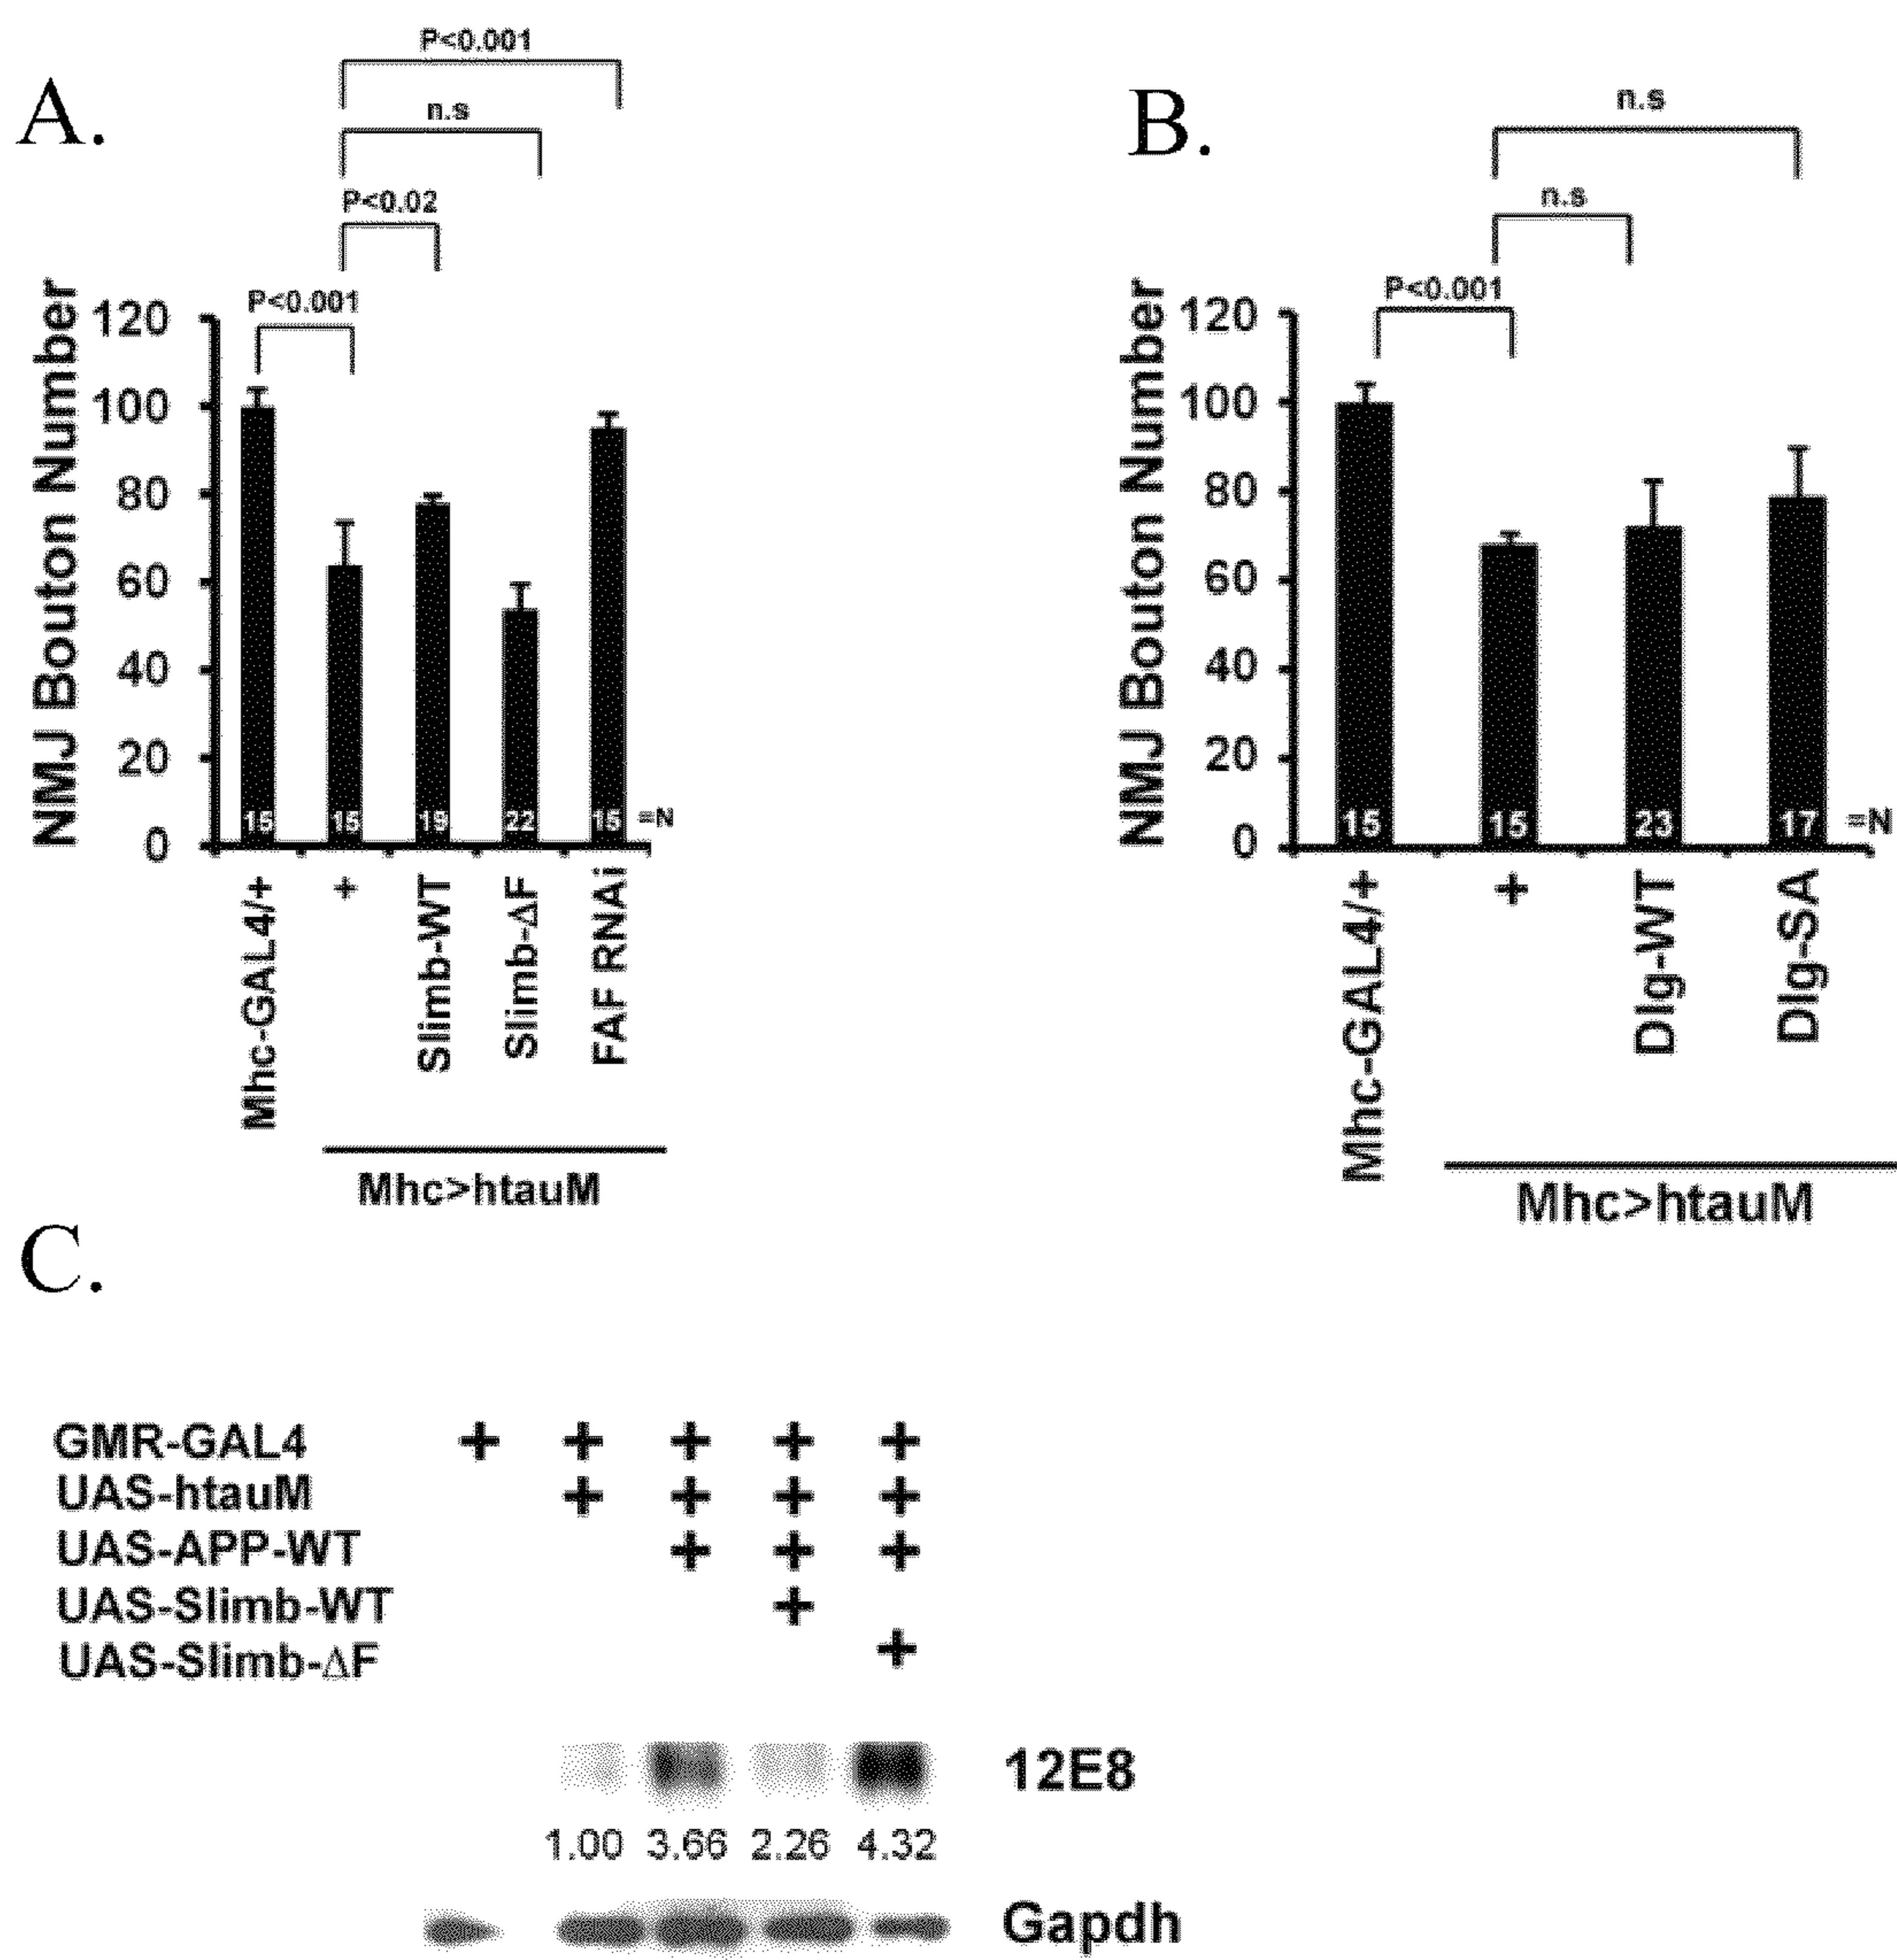 A.
P<0.001
n.s
P<0.02
P<0.001
NMJ Bouton Number
120
100
80
60
40
20
0
15 15 19 22 15 =N
Mhc-GAL4/+
+
Slimb-WT
Slimb-ΔF
FAF RNAi
Mhc>htauM
B.
n.s
n.s
P<0.001
NMJ Bouton Number
120
100
80
60
40
20
0
15 15 23 17 =N
Mhc-GAL4/+
+
Dlg-WT
Dlg-SA
Mhc>htauM
C.
GMR-GAL4 + + + + +
UAS-htauM + + + +
UAS-APP-WT + + +
UAS-Slimb-WT +
UAS-Slimb-ΔF +
12E8
1.00 3.66 2.26 4.32
Gapdh